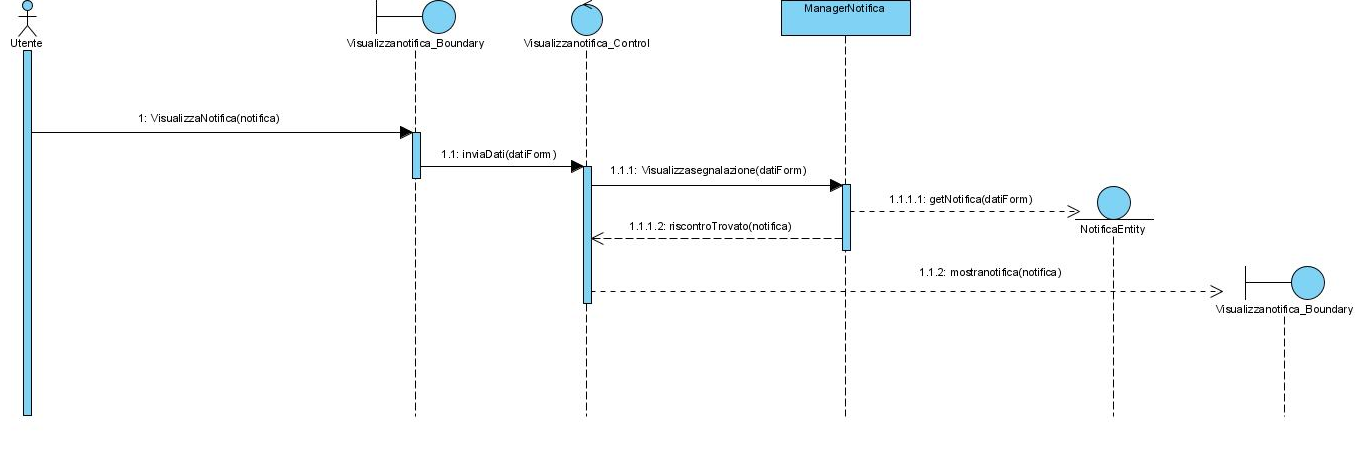 ManagerNotifica
Utente
Visualizzanotifica_Boundary
Visualizzanotifica_Control
1: VisualizzaNotifica(notifica)
1.1: inviaDati(datiForm)
1.1.1: Visualizzasegnalazione(datiForm)
1.1.1.1: getNotifica(datiForm)
1.1.1.2: riscontroTrovato(notifica)
NotificaEntity
1.1.2: mostranotifica(notifica)
Visualizzanotifica_Boundary